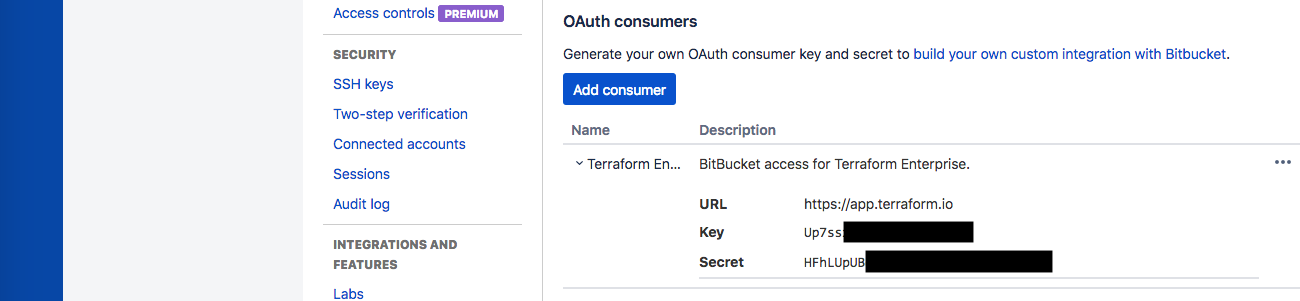 Access controls PREMIUM
SECURITY
SSH keys
Two-step verification
Connected accounts
Sessions
Audit log
INTEGRATIONS AND
FEATURES
Labs
OAuth consumers
Generate your own OAuth consumer key and secret to build your own custom integration with Bitbucket.
Add consumer
Name Description
Terraform En... BitBucket access for Terraform Enterprise.
URL https://app.terraform.io
Key Up7ss
Secret HFhLUpUB